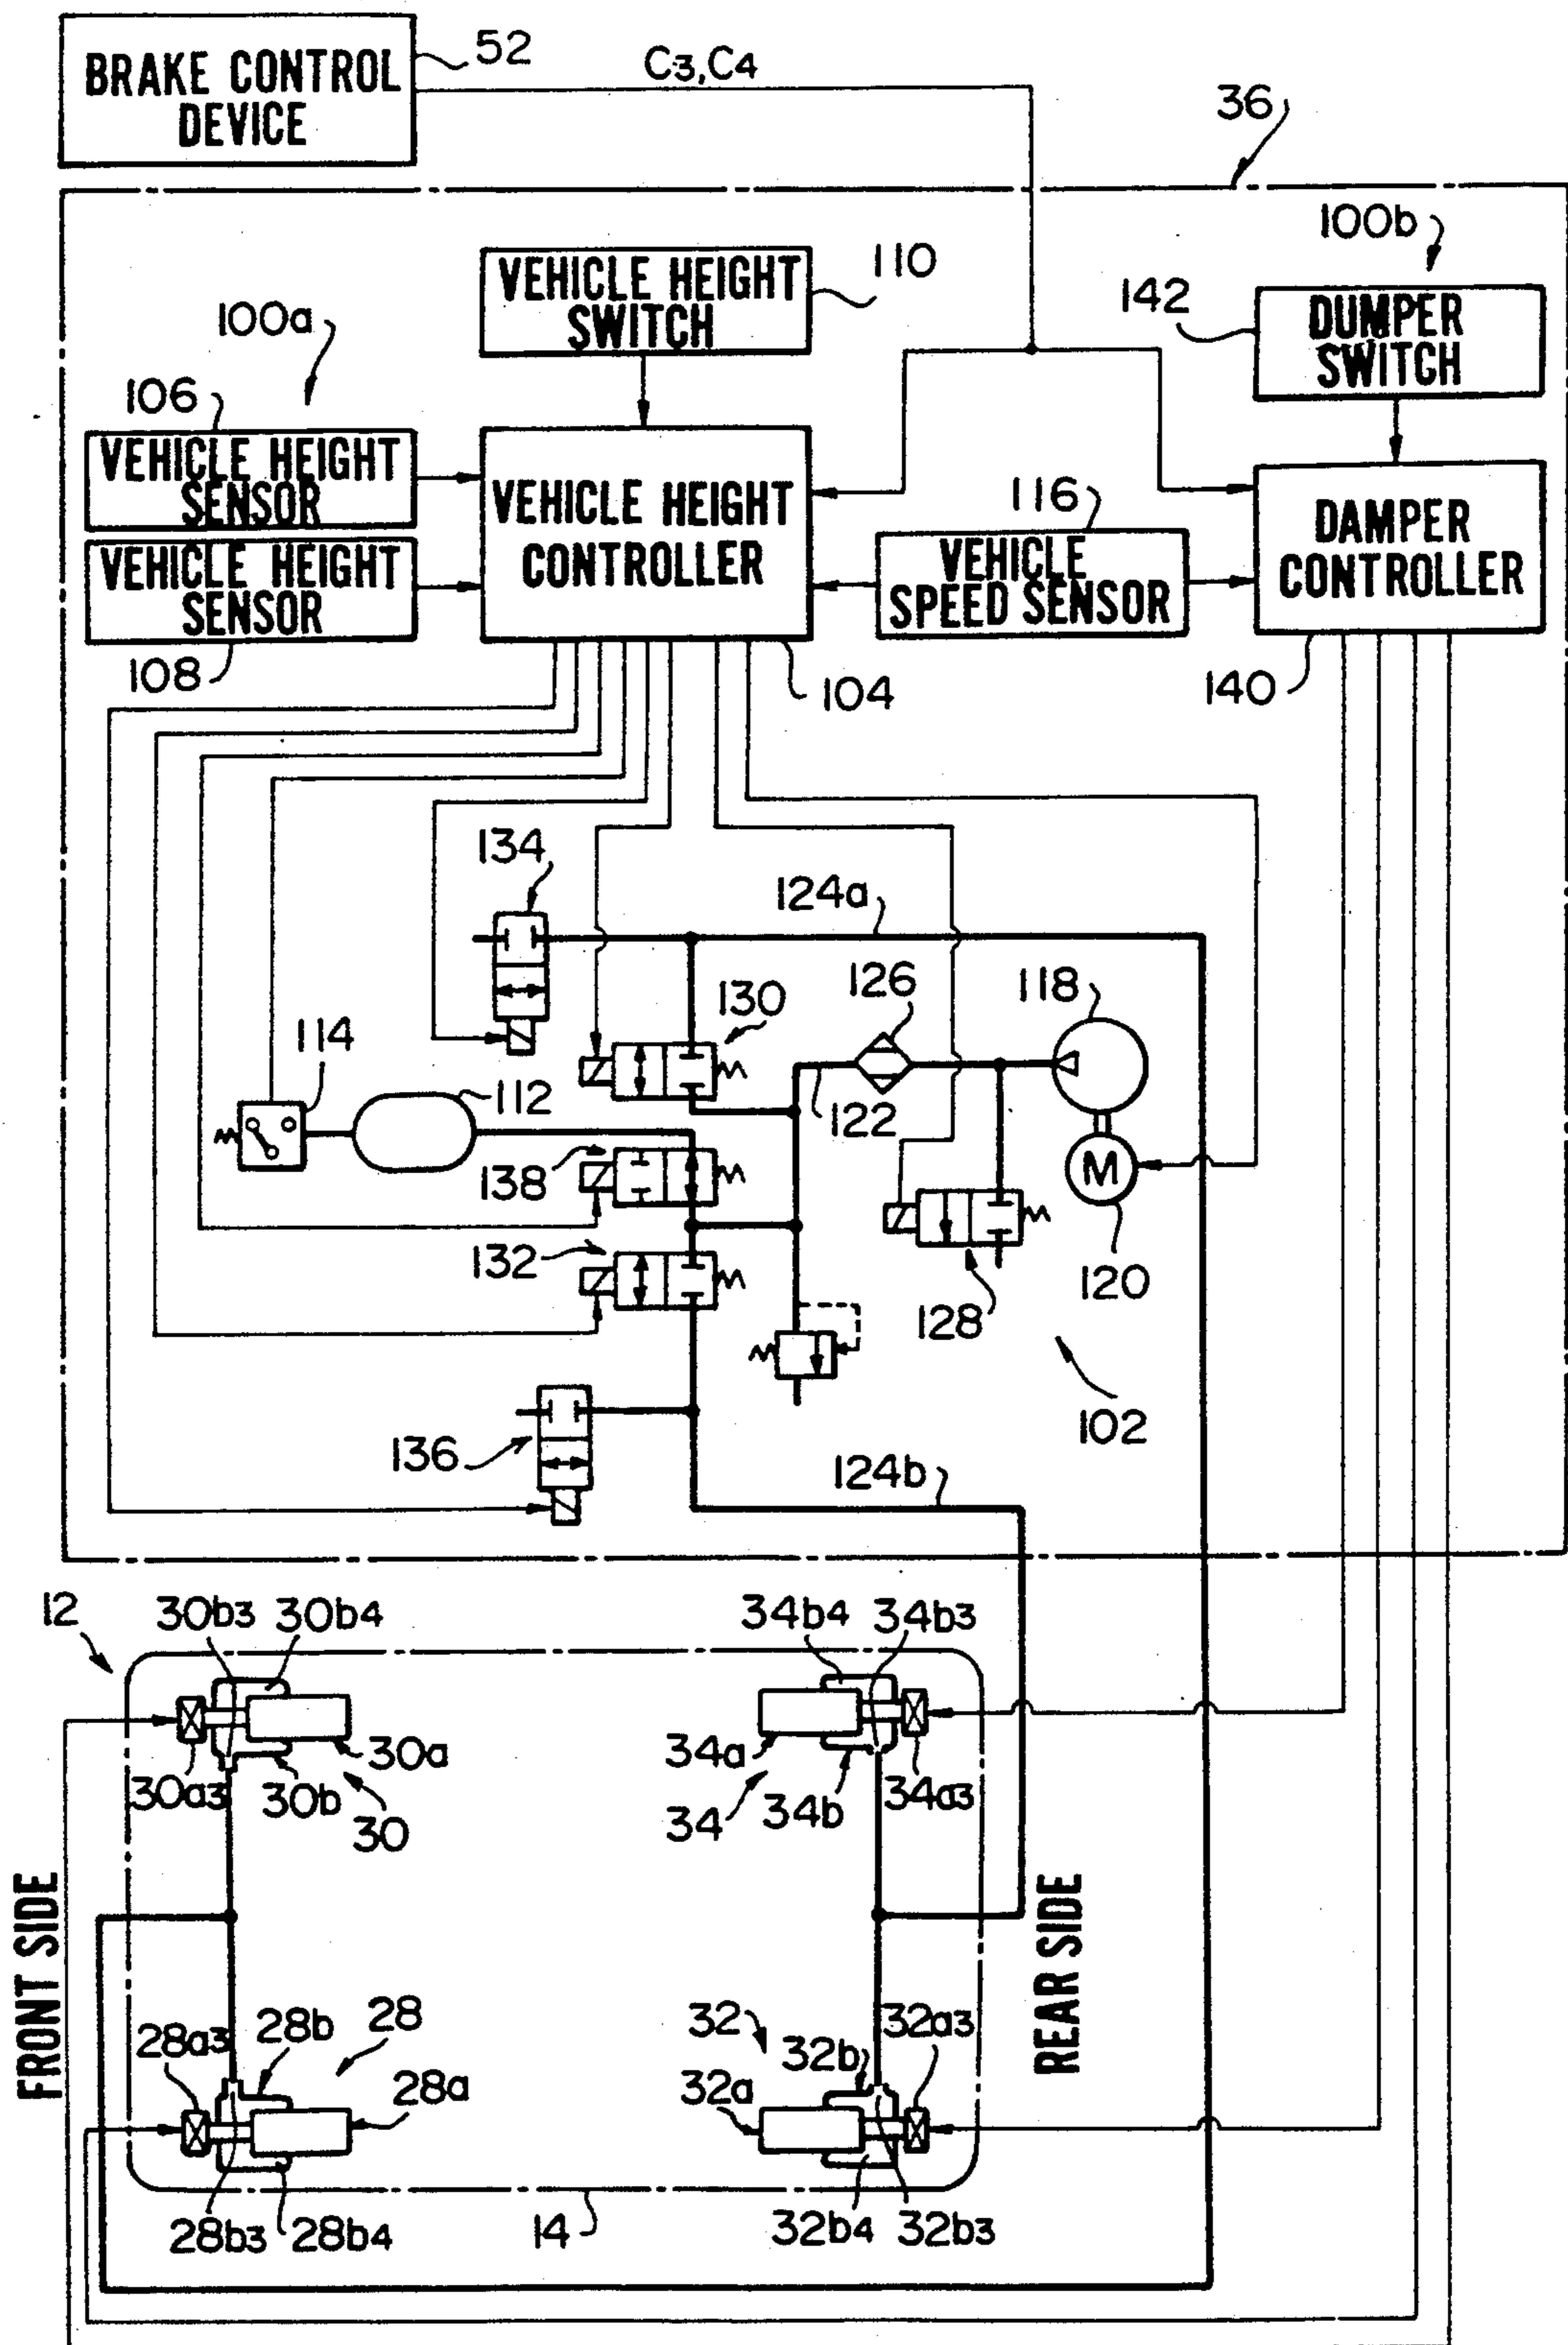 BRAKE CONTROL
DEVICE
52
C3,C4
36
100b
VEHICLE HEIGHT
SWITCH
110
142
DUMPER
SWITCH
100a
106
VEHICLE HEIGHT
SENSOR
VEHICLE HEIGHT
CONTROLLER
116
VEHICLE
SPEED SENSOR
DAMPER
CONTROLLER
VEHICLE HEIGHT
SENSOR
108
104
140
134
124a
126
118
130
114
112
122
138
M
132
128
120
102
136
124b
12
30b3
30b4
34b4
34b3
30a3
30b
30a
30
34a
34
34b
34a3
FRONT SIDE
REAR SIDE
28a3
28b
28
28a
32
32b
32a3
32a
28b3
28b4
14
32b4
32b3